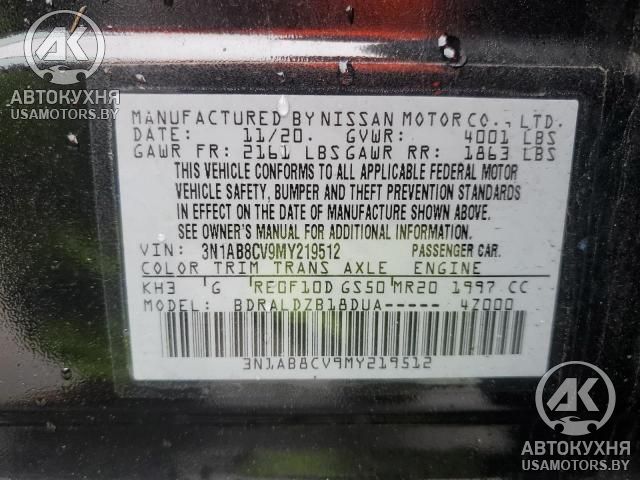 AK
АВТОКУХНЯ
USAMOTORS.BY
MANUFACTURED BY NISSAN MOTOR CO., LTD.
DATE: 11/20. GVWR: 4001 LBS
GAWR FR: 2161 LBS GAWR RR: 1863 LBS
THIS VEHICLE CONFORMS TO ALL APPLICABLE FEDERAL MOTOR
VEHICLE SAFETY, BUMPER AND THEFT PREVENTION STANDARDS
IN EFFECT ON THE DATE OF MANUFACTURE SHOWN ABOVE.
SEE OWNER'S MANUAL FOR ADDITIONAL INFORMATION.
VIN: 3N1AB8CV9MY219512 PASSENGER CAR.
COLOR TRIM TRANS AXLE ENGINE
KH3 G RE0F10D GS50 MR20 1997 CC
MODEL: BDRALDZB18DUA----- 4Z000
3N1AB8CV9MY219512
AK
АВТОКУХНЯ
USAMOTORS.BY